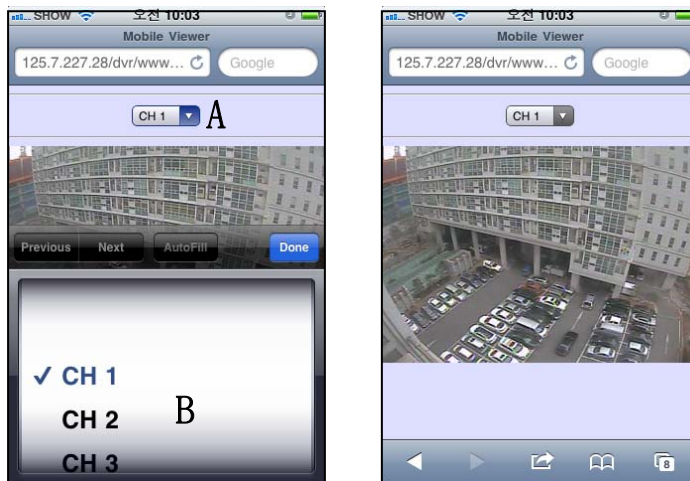 SHOW 오전 10:03
Mobile Viewer
125.7.227.28/dvr/www... Google
CH 1 A
Previous Next AutoFill Done
✓ CH 1
CH 2 B
CH 3
SHOW 오전 10:03
Mobile Viewer
125.7.227.28/dvr/www... Google
CH 1
8